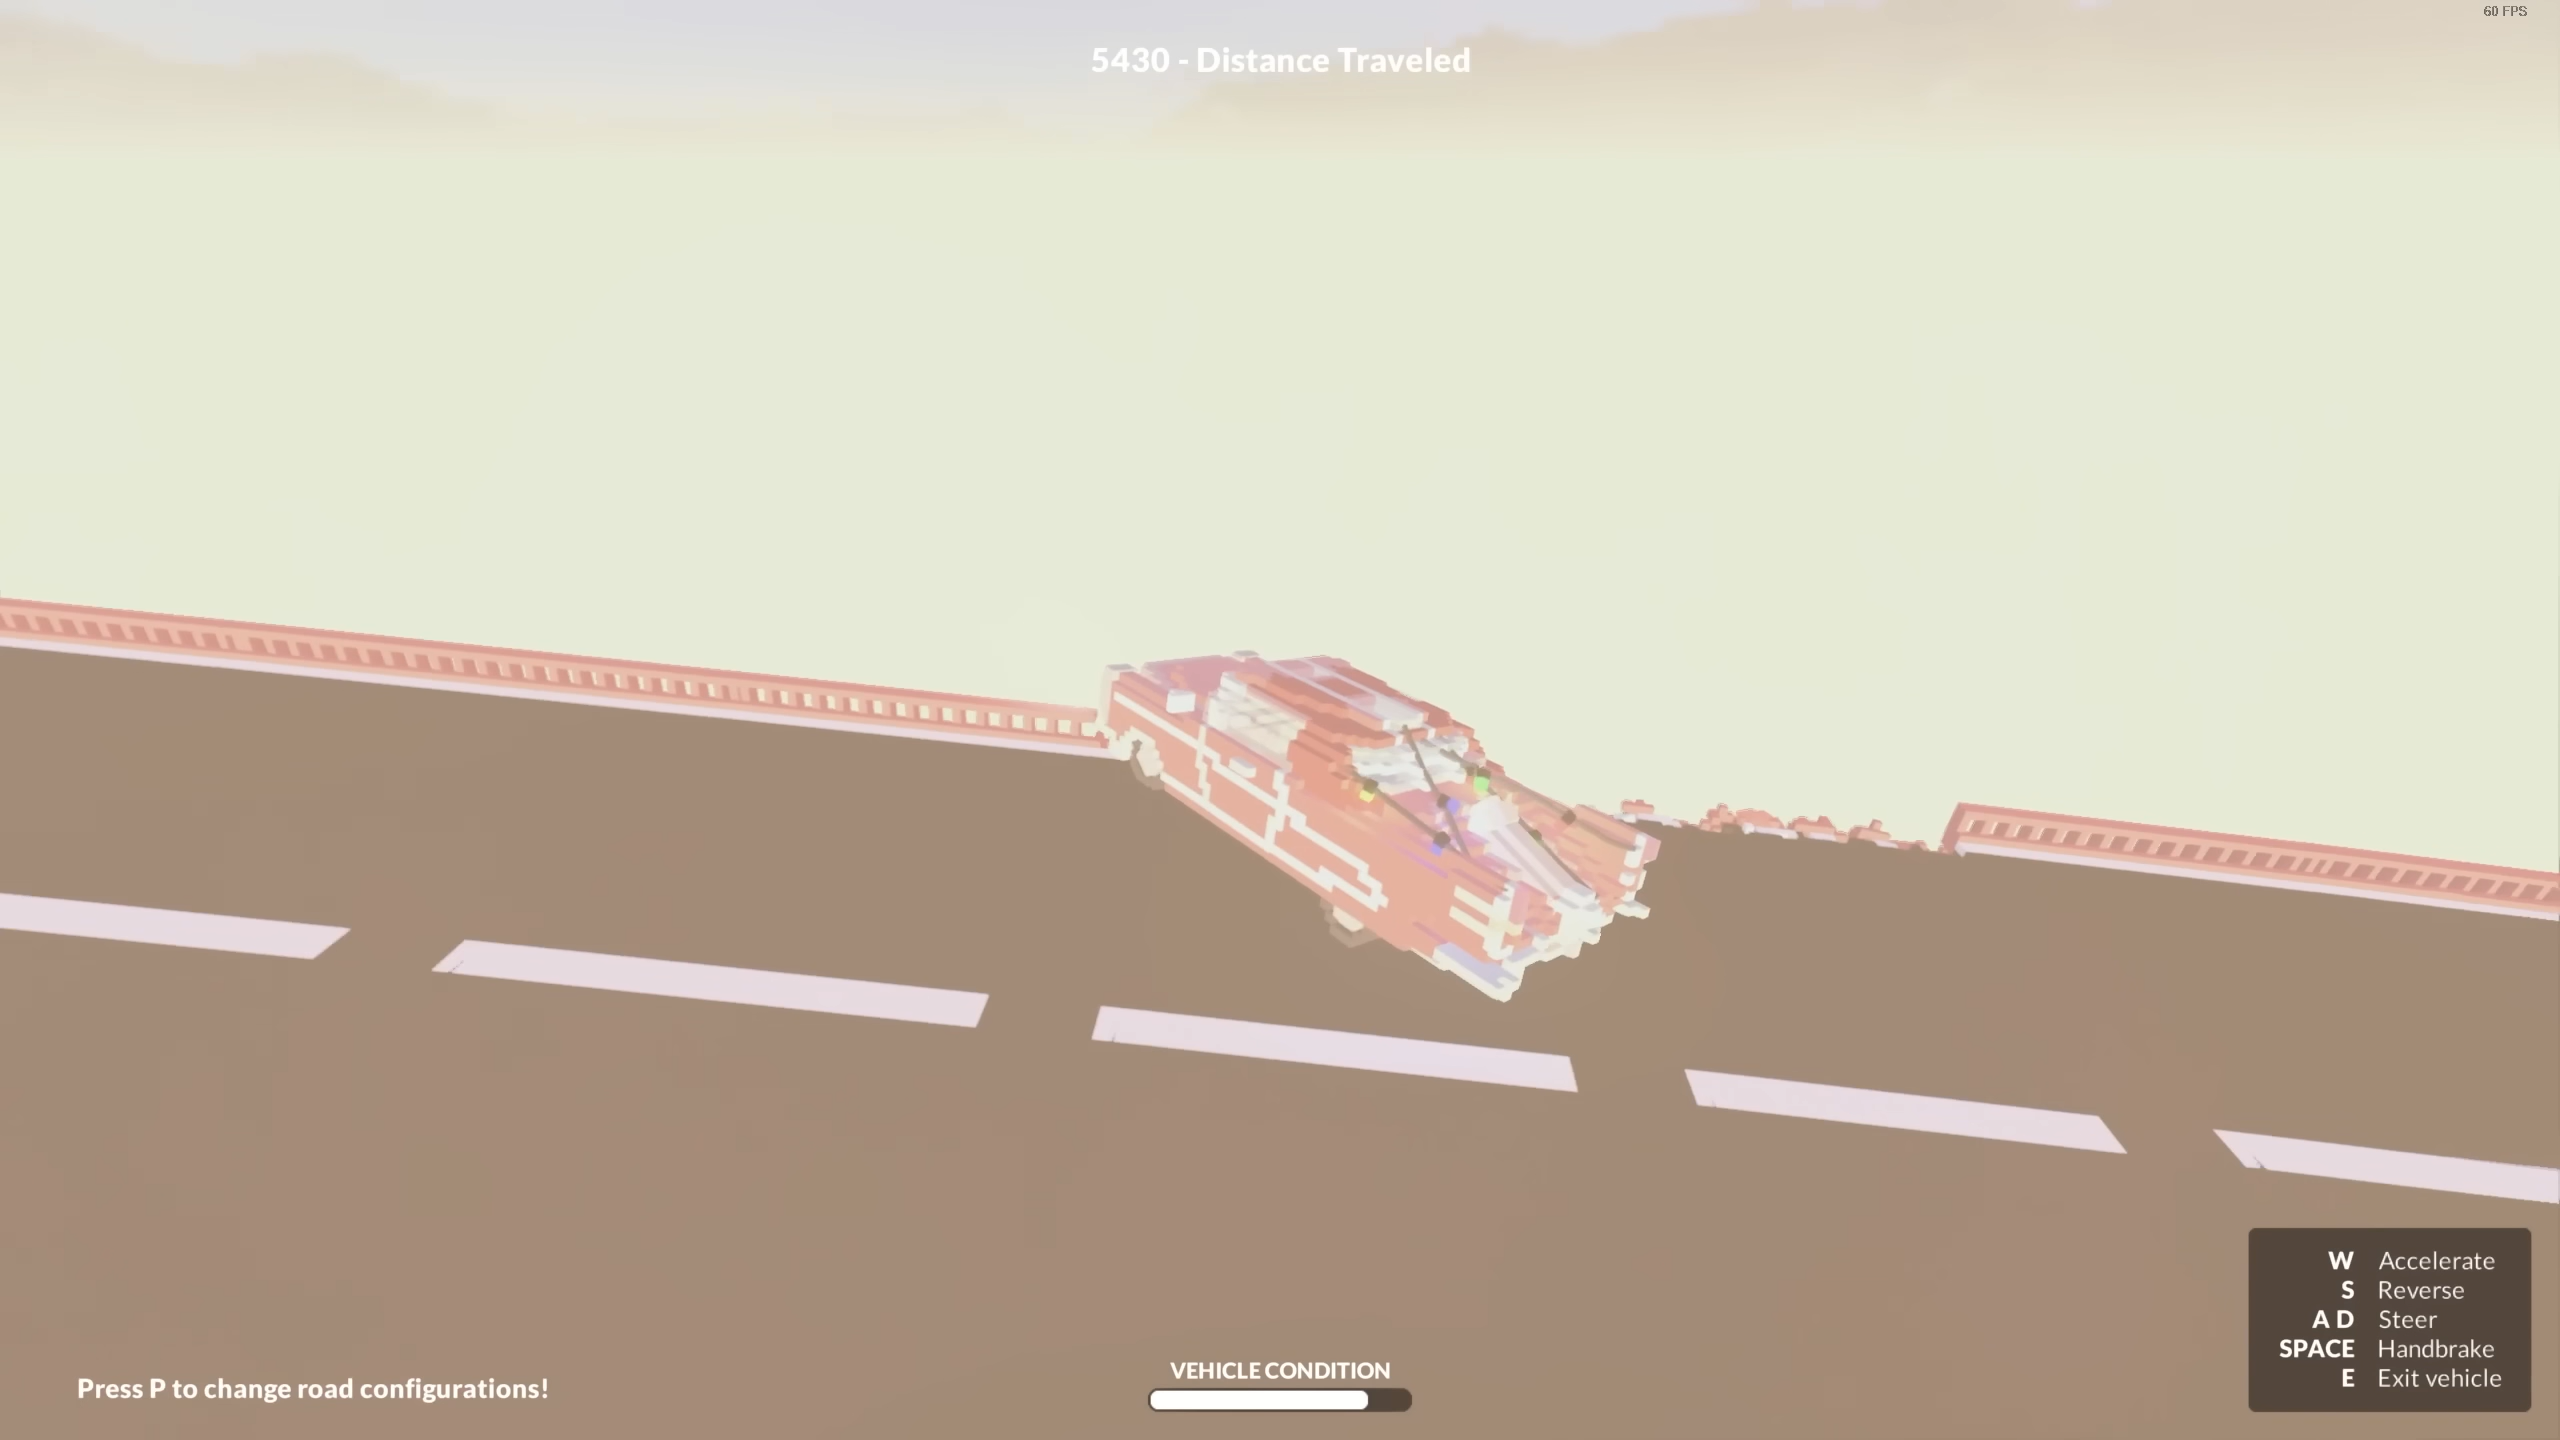 60 FPS
5430 - Distance Traveled
W Accelerate
S Reverse
A D Steer
SPACE Handbrake
E Exit vehicle
VEHICLE CONDITION
Press P to change road configurations!